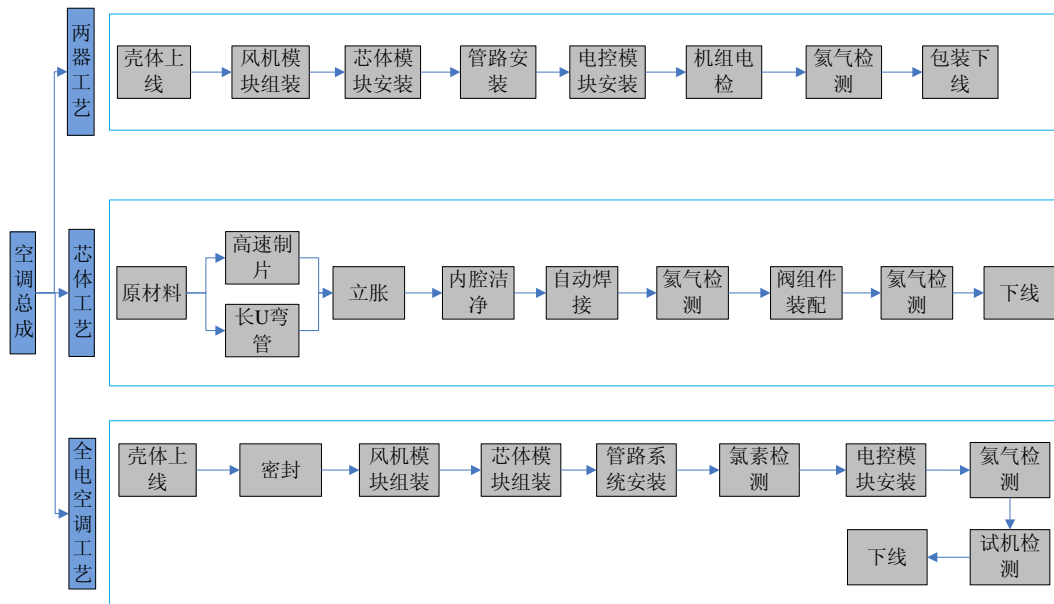 两器工艺
壳体上
线
风机模
块组装
芯体模
块安装
管路安
装
电控模
块安装
机组电
检
氦气检
测
包装下
线
空调总成
芯体工艺
原材料
高速制
片
长U弯
管
立胀
内腔洁
净
自动焊
接
氦气检
测
阀组件
装配
氦气检
测
下线
全电空调工艺
壳体上
线
密封
风机模
块组装
芯体模
块组装
管路系
统安装
氯素检
测
电控模
块安装
氦气检
测
试机检
测
下线